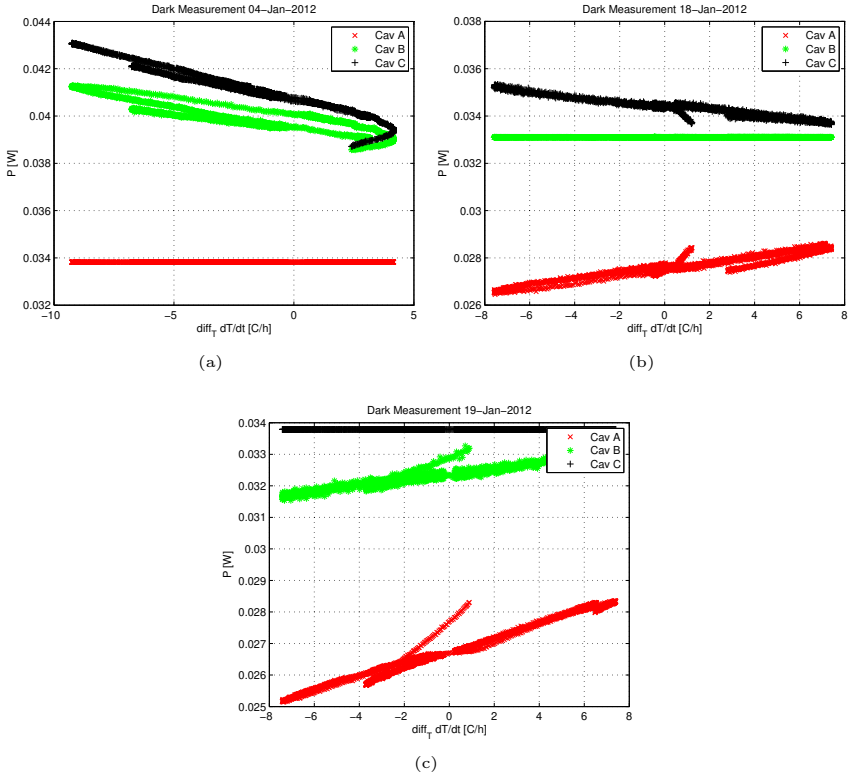 Dark Measurement 04−Jan−2012
0.044
0.042
0.04
0.038
0.036
0.034
0.032
P [W]
Cav A
Cav B
Cav C
−10 −5 0 5
diff_T dT/dt [C/h]
(a)
Dark Measurement 18−Jan−2012
0.038
0.036
0.034
0.032
0.03
0.028
0.026
P [W]
Cav A
Cav B
Cav C
−8 −6 −4 −2 0 2 4 6 8
diff_T dT/dt [C/h]
(b)
Dark Measurement 19−Jan−2012
0.034
0.033
0.032
0.031
0.03
0.029
0.028
0.027
0.026
0.025
P [W]
Cav A
Cav B
Cav C
−8 −6 −4 −2 0 2 4 6 8
diff_T dT/dt [C/h]
(c)